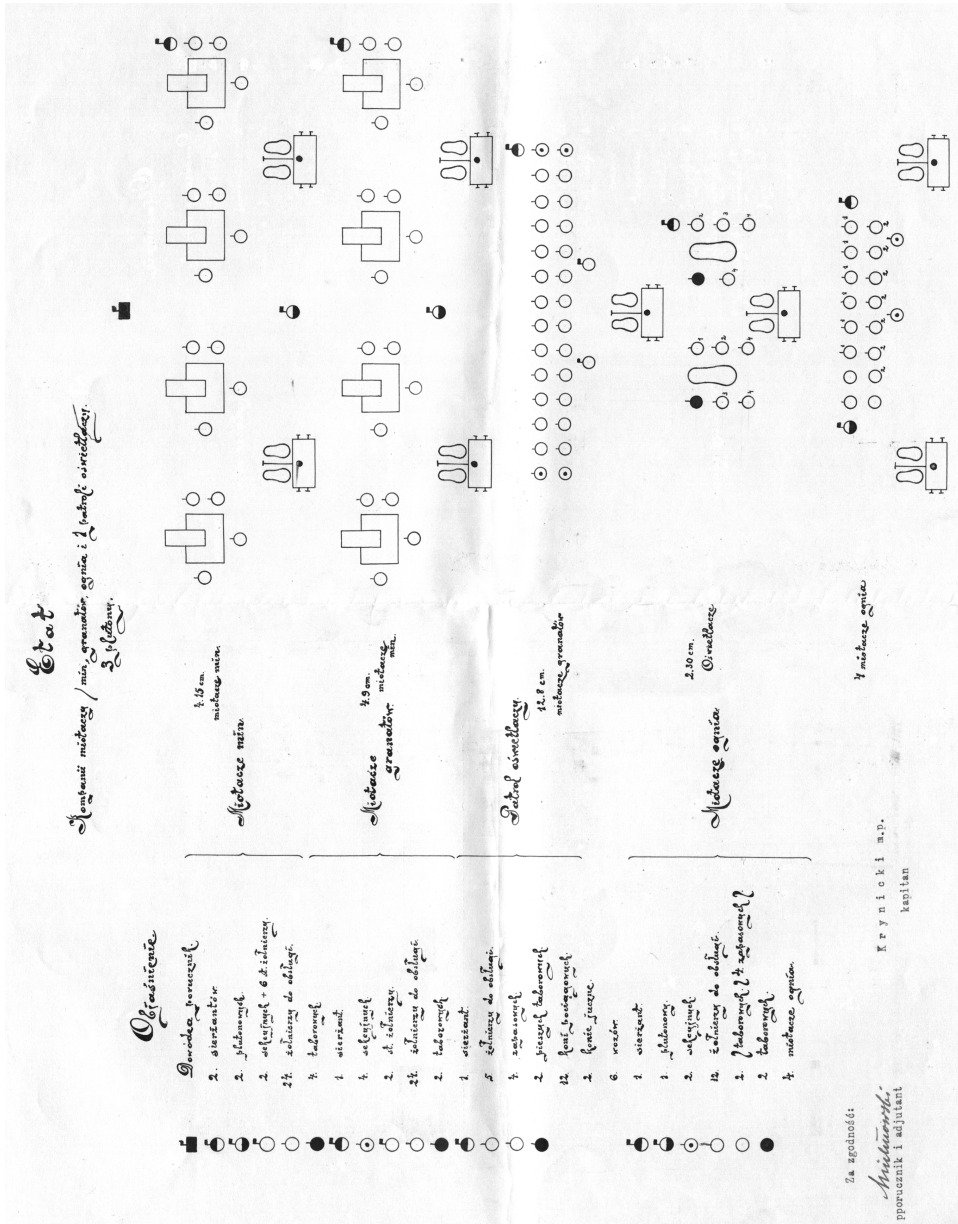 Etat
Kompanii miotaczy / min, granatów, ognia i 1 patroli oświetlaczy.
3 plutony.
4.15 cm.
miotacze min.
4.9 cm.
miotacze
min.
12.8 cm.
miotacze granatów
2.30 cm.
Oświetlacze
4 miotacze ognia
Miotacze min.
Miotacze
granatów.
Patrol oświetlaczy
Miotacze ognia
Objaśnienie
Dowódca porucznik.
2. sierżantów.
2. plutonowych.
2. sekcyjnych + 6 st. żołnierzy.
24. żołnierzy do obsługi.
4. taborowych
1. sierżant.
4. sekcyjnych
2. st. żołnierzy.
24. żołnierzy do obsługi
2. taborowych
1. sierżant.
5 żołnierzy do obsługi.
4. zapasowych
2 pieszych taborowych
12 koni pociągowych.
2. konie juczne.
6. wozów.
1. sierżant.
1. plutonowy.
2. sekcyjnych
12. żołnierzy do obsługi.
2. taborowych 4 zapasowych
2 taborowych.
4. miotacze ognia.
Za zgodność:
pporucznik i adjutant
Krynicki m.p.
kapitan